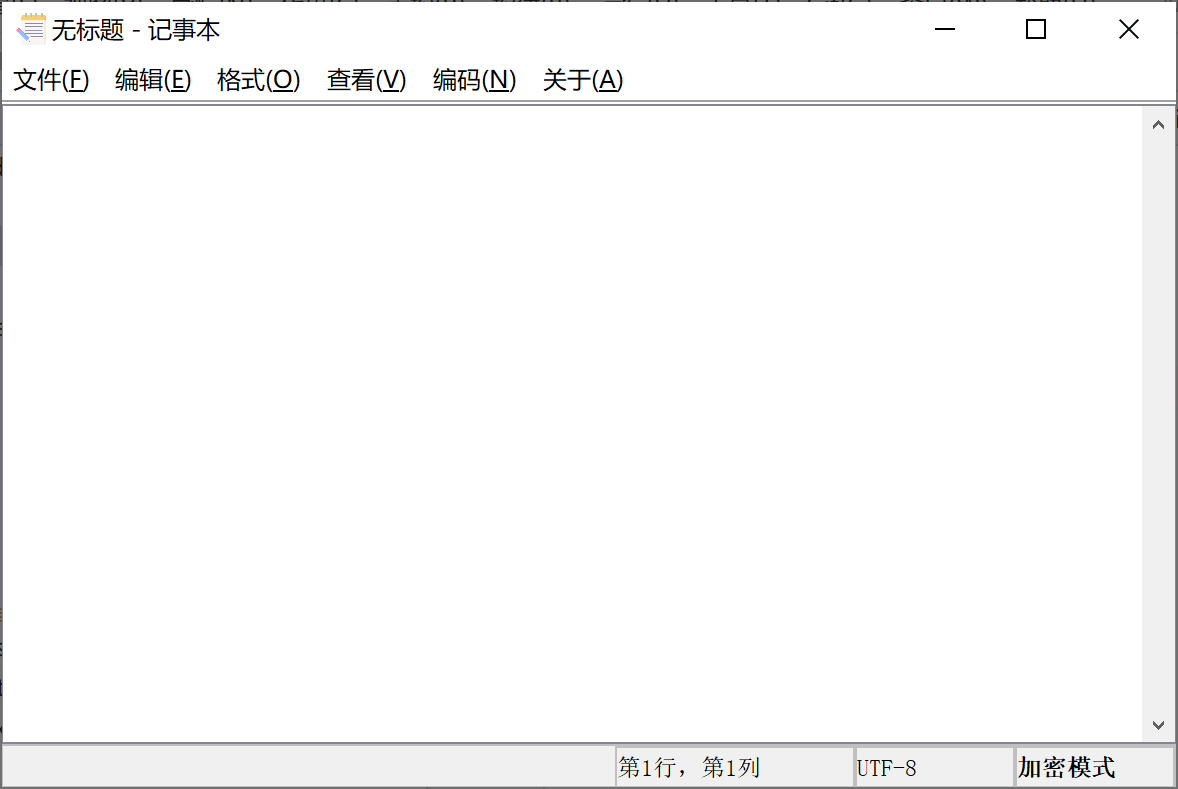 无标题 - 记事本
文件(F) 编辑(E) 格式(O) 查看(V) 编码(N) 关于(A)
第1行，第1列 UTF-8 加密模式